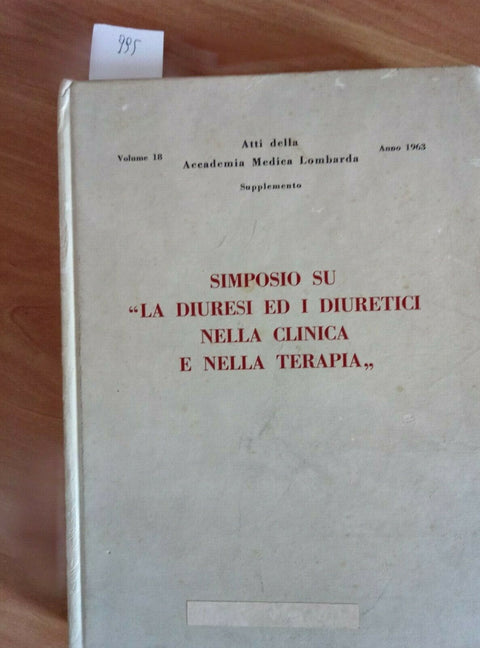 995
Atti della
Volume 18
Accademia Medica Lombarda
Anno 1963
Supplemento
SIMPOSIO SU
“LA DIURESI ED I DIURETICI
NELLA CLINICA
E NELLA TERAPIA„